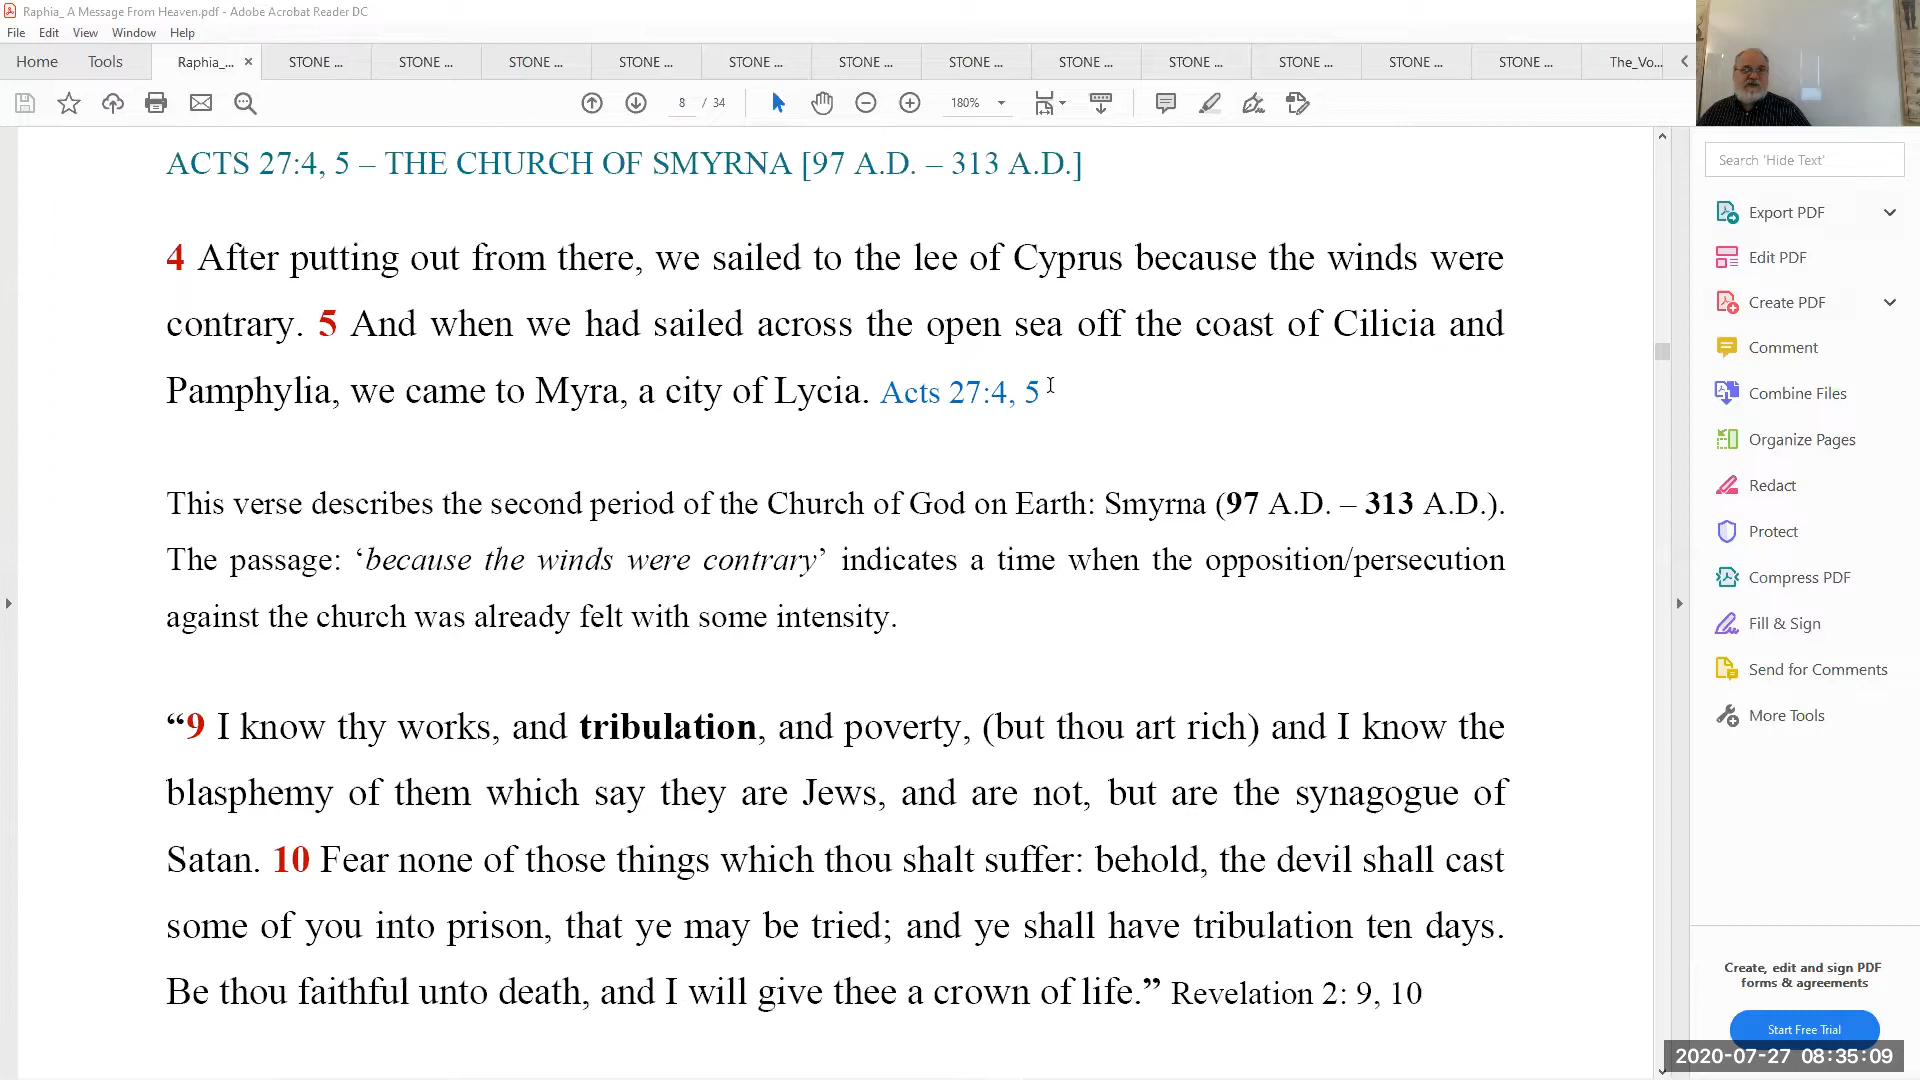 Raphia_ A Message From Heaven.pdf - Adobe Acrobat Reader DC
File Edit View Window Help
Home Tools Raphia_... × STONE ... STONE ... STONE ... STONE ... STONE ... STONE ... STONE ... STONE ... STONE ... STONE ... STONE ... STONE ... The_Vo...
8 / 34 180%
Search 'Hide Text'
ACTS 27:4, 5 – THE CHURCH OF SMYRNA [97 A.D. – 313 A.D.]
4 After putting out from there, we sailed to the lee of Cyprus because the winds were
contrary. 5 And when we had sailed across the open sea off the coast of Cilicia and
Pamphylia, we came to Myra, a city of Lycia. Acts 27:4, 5
This verse describes the second period of the Church of God on Earth: Smyrna (97 A.D. – 313 A.D.).
The passage: ‘because the winds were contrary’ indicates a time when the opposition/persecution
against the church was already felt with some intensity.
“9 I know thy works, and tribulation, and poverty, (but thou art rich) and I know the
blasphemy of them which say they are Jews, and are not, but are the synagogue of
Satan. 10 Fear none of those things which thou shalt suffer: behold, the devil shall cast
some of you into prison, that ye may be tried; and ye shall have tribulation ten days.
Be thou faithful unto death, and I will give thee a crown of life.” Revelation 2: 9, 10
Export PDF
Edit PDF
Create PDF
Comment
Combine Files
Organize Pages
Redact
Protect
Compress PDF
Fill & Sign
Send for Comments
More Tools
Create, edit and sign PDF
forms & agreements
Start Free Trial
2020-07-27 08:35:09